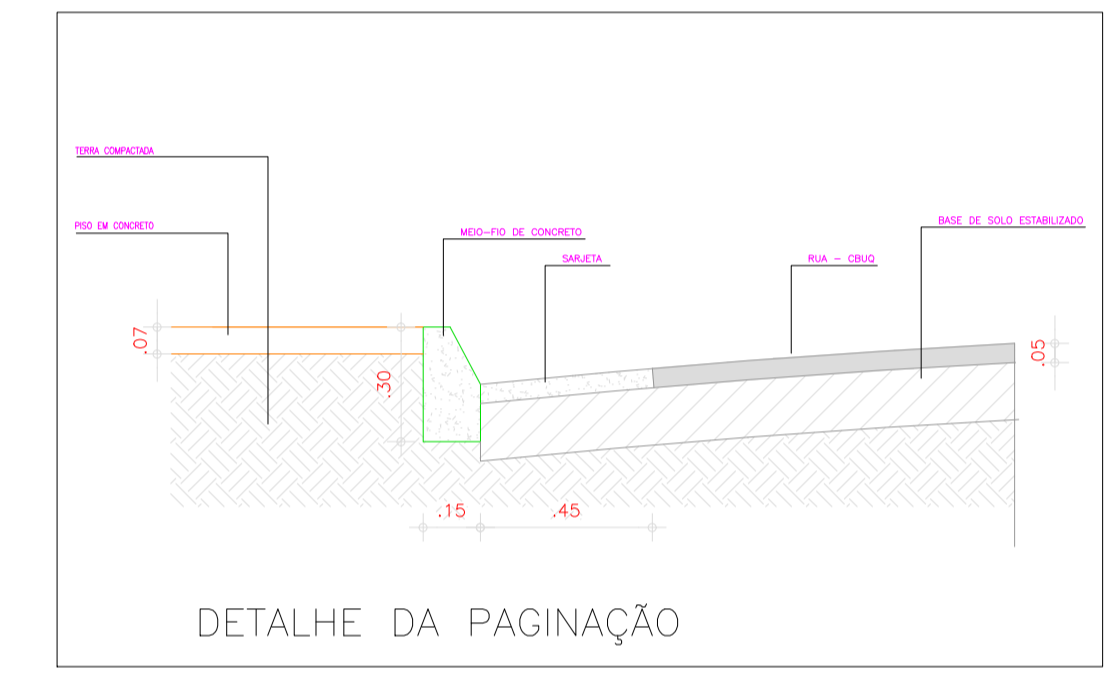 TERRA COMPACTADA
PISO EM CONCRETO
MEIO-FIO DE CONCRETO
SARJETA
RUA - CBUQ
BASE DE SOLO ESTABILIZADO
.07
.30
.05
.15
.45
DETALHE DA PAGINAÇÃO